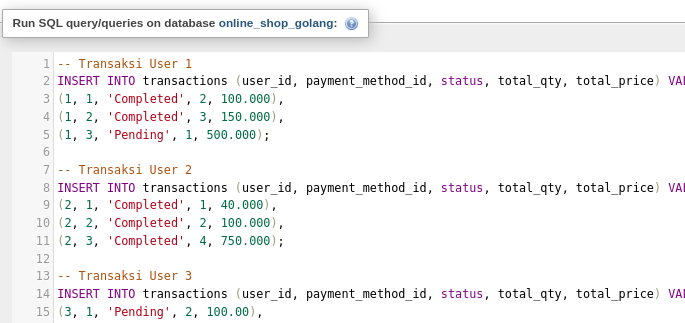 Run SQL query/queries on database online_shop_golang:
1 -- Transaksi User 1
2 INSERT INTO transactions (user_id, payment_method_id, status, total_qty, total_price) VAL
3 (1, 1, 'Completed', 2, 100.000),
4 (1, 2, 'Completed', 3, 150.000),
5 (1, 3, 'Pending', 1, 500.000);
6
7 -- Transaksi User 2
8 INSERT INTO transactions (user_id, payment_method_id, status, total_qty, total_price) VAL
9 (2, 1, 'Completed', 1, 40.000),
10 (2, 2, 'Completed', 2, 100.000),
11 (2, 3, 'Completed', 4, 750.000);
12
13 -- Transaksi User 3
14 INSERT INTO transactions (user_id, payment_method_id, status, total_qty, total_price) VAL
15 (3, 1, 'Pending', 2, 100.00),